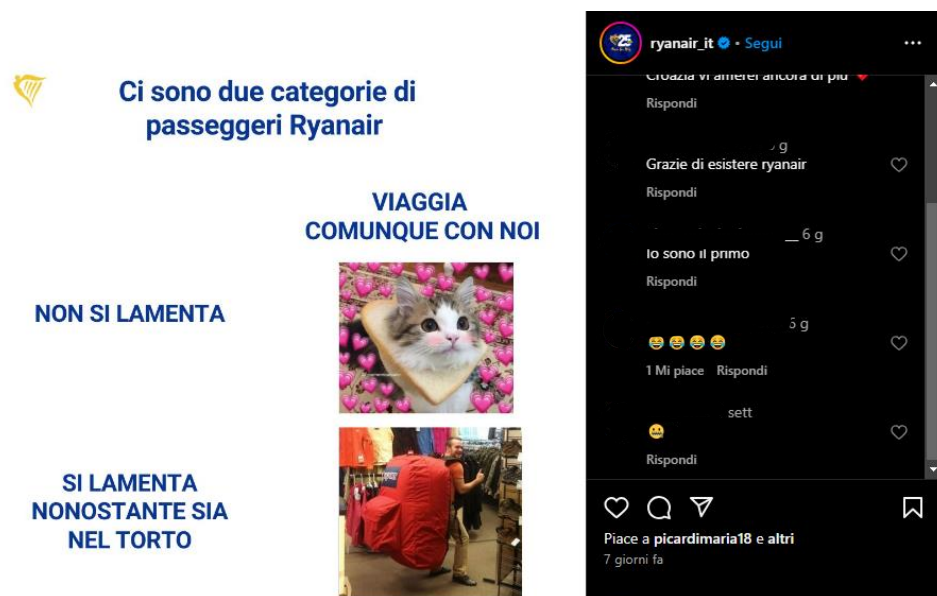 Ci sono due categorie di
passeggeri Ryanair
VIAGGIA
COMUNQUE CON NOI
NON SI LAMENTA
SI LAMENTA
NONOSTANTE SIA
NEL TORTO
25
ryanair_it • Segui
Croazia vi amerei ancora di più ❤️
Rispondi
g
Grazie di esistere ryanair
Rispondi
6 g
Io sono il primo
Rispondi
😂😂😂😂
1 Mi piace Rispondi
sett
🤐
Rispondi
Piace a picardimaria18 e altri
7 giorni fa